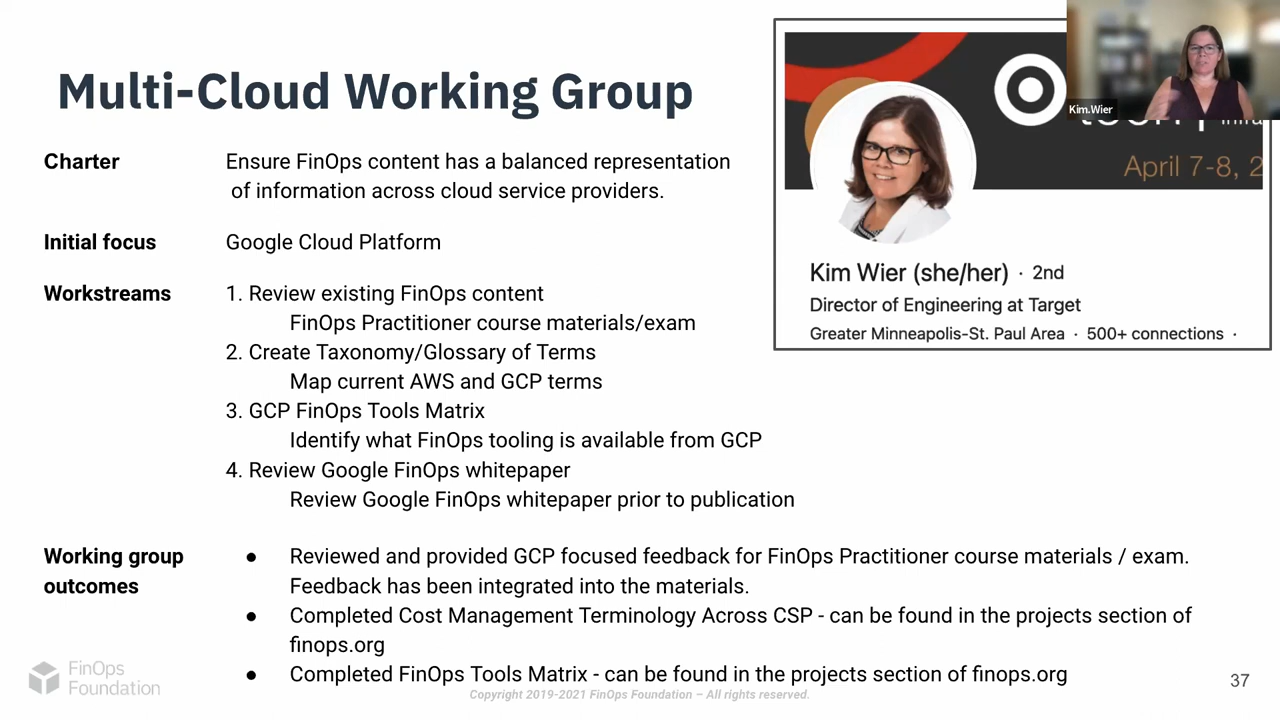 Multi-Cloud Working Group
Charter
Ensure FinOps content has a balanced representation
of information across cloud service providers.
Initial focus
Google Cloud Platform
Workstreams
1. Review existing FinOps content
FinOps Practitioner course materials/exam
2. Create Taxonomy/Glossary of Terms
Map current AWS and GCP terms
3. GCP FinOps Tools Matrix
Identify what FinOps tooling is available from GCP
4. Review Google FinOps whitepaper
Review Google FinOps whitepaper prior to publication
Working group
outcomes
● Reviewed and provided GCP focused feedback for FinOps Practitioner course materials / exam.
Feedback has been integrated into the materials.
● Completed Cost Management Terminology Across CSP - can be found in the projects section of
finops.org
● Completed FinOps Tools Matrix - can be found in the projects section of finops.org
Kim.Wier
April 7-8, 2
Kim Wier (she/her) · 2nd
Director of Engineering at Target
Greater Minneapolis-St. Paul Area · 500+ connections ·
FinOps
Foundation
Copyright 2019-2021 FinOps Foundation – All rights reserved.
37